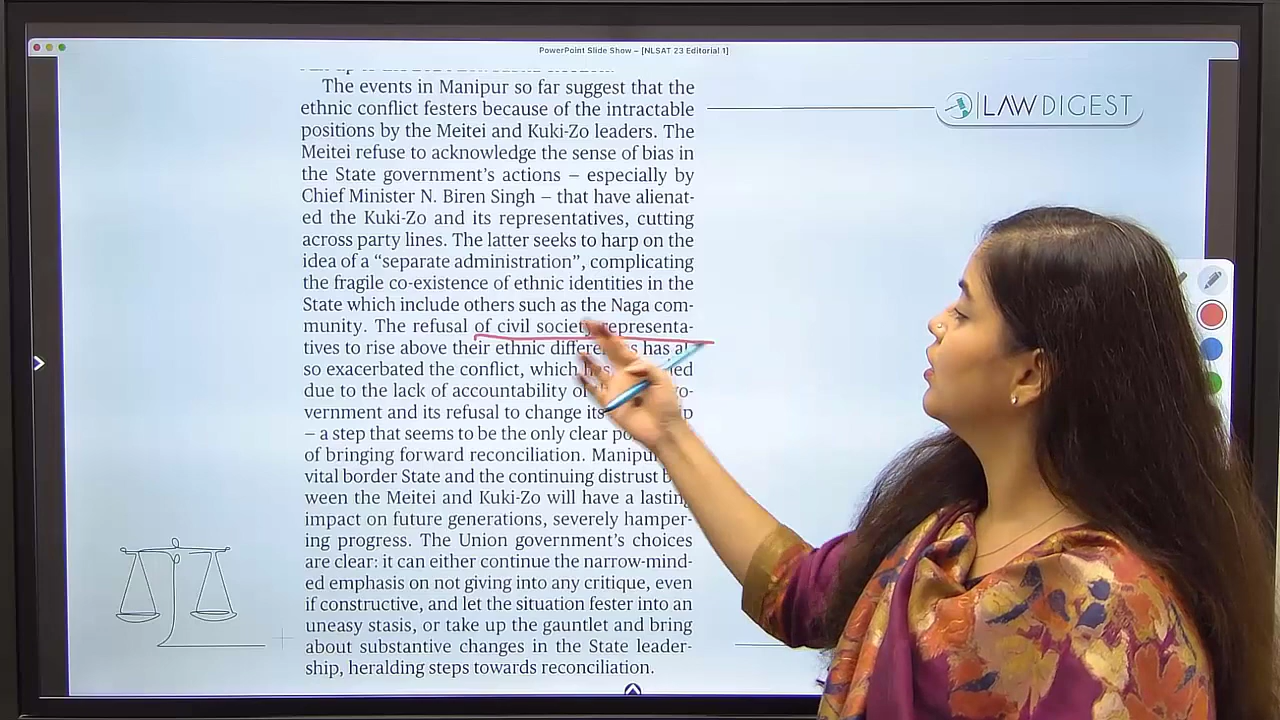 PowerPoint Slide Show – [NLSAT 23 Editorial 1]
The events in Manipur so far suggest that the
ethnic conflict festers because of the intractable
positions by the Meitei and Kuki-Zo leaders. The
Meitei refuse to acknowledge the sense of bias in
the State government's actions – especially by
Chief Minister N. Biren Singh – that have alienat-
ed the Kuki-Zo and its representatives, cutting
across party lines. The latter seeks to harp on the
idea of a “separate administration”, complicating
the fragile co-existence of ethnic identities in the
State which include others such as the Naga com-
munity. The refusal of civil society representa-
tives to rise above their ethnic differences has al-
so exacerbated the conflict, which has
due to the lack of accountability
vernment and its refusal to change its
– a step that seems to be the only clear
of bringing forward reconciliation. Manipur
vital border State and the continuing distrust
ween the Meitei and Kuki-Zo will have a lasting
impact on future generations, severely hamper-
ing progress. The Union government's choices
are clear: it can either continue the narrow-mind-
ed emphasis on not giving into any critique, even
if constructive, and let the situation fester into an
uneasy stasis, or take up the gauntlet and bring
about substantive changes in the State leader-
ship, heralding steps towards reconciliation.
LAWDIGEST